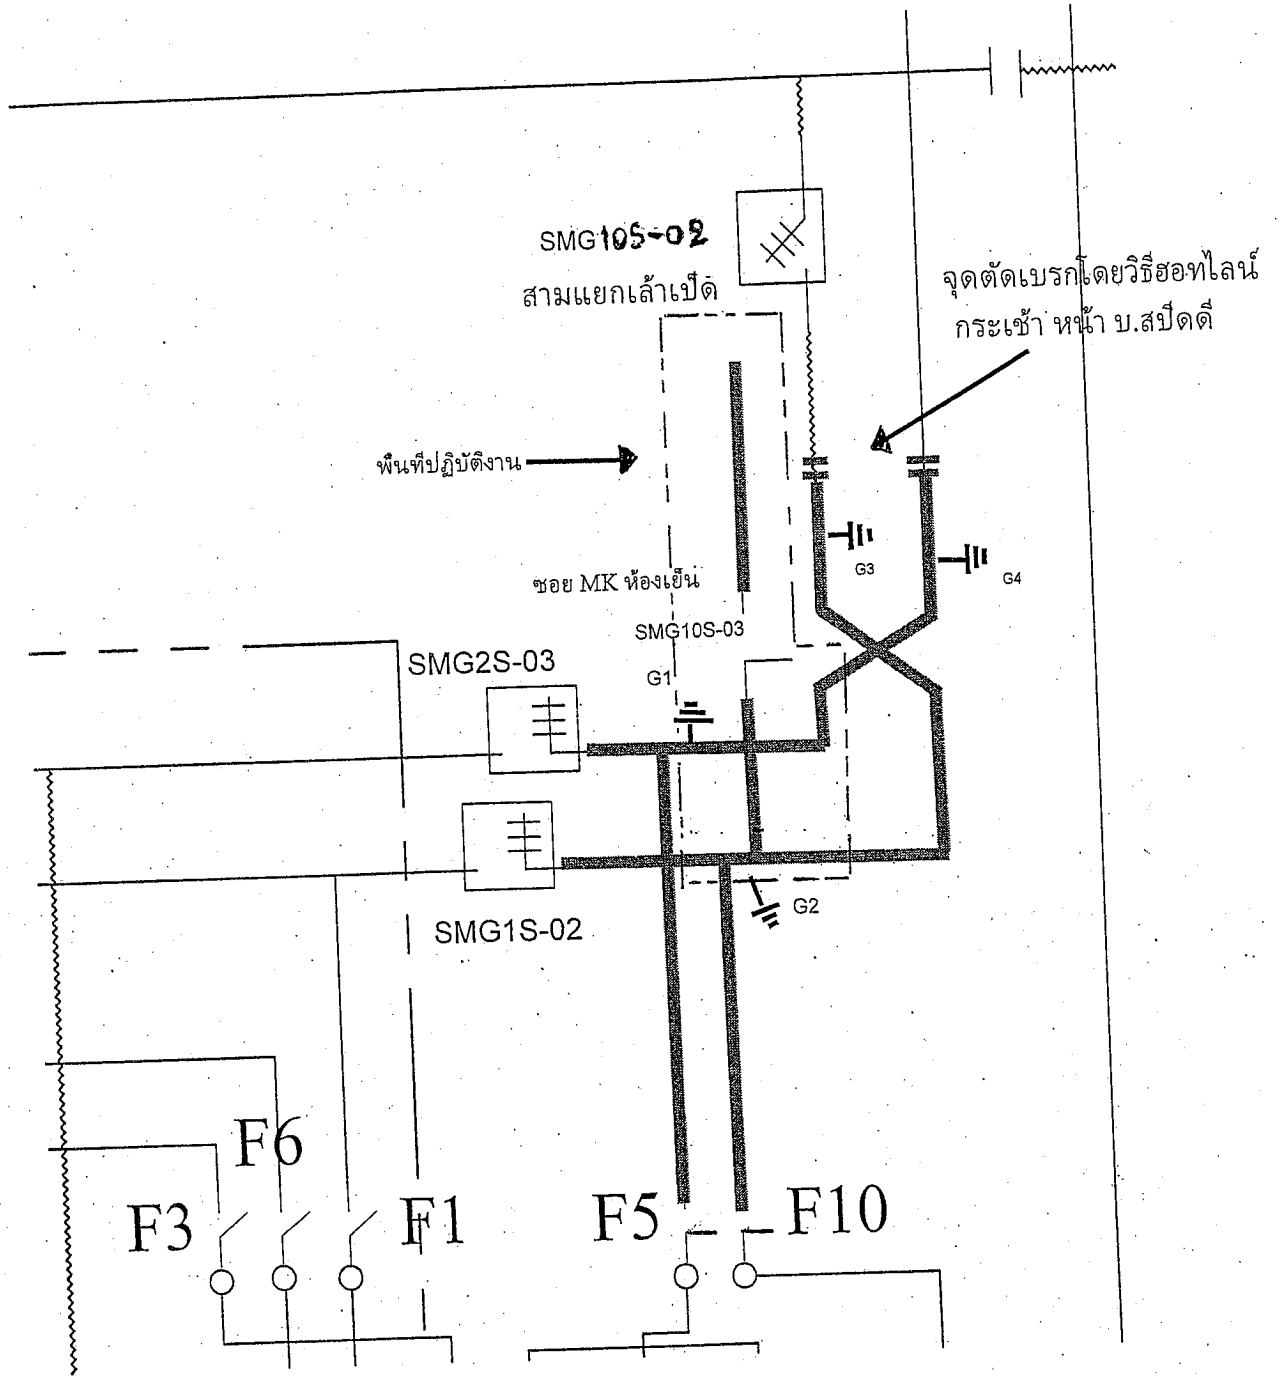 SMG10S-02
สามแยกเล้าเป็ด
จุดตัดเบรกโดยวิธีฮอทไลน์
กระเช้า หน้า บ.สปีดดี
พื้นที่ปฏิบัติงาน
G3
G4
ซอย MK ห้องเย็น
SMG10S-03
SMG2S-03
G1
G2
SMG1S-02
F6
F3
F1
F5
F10